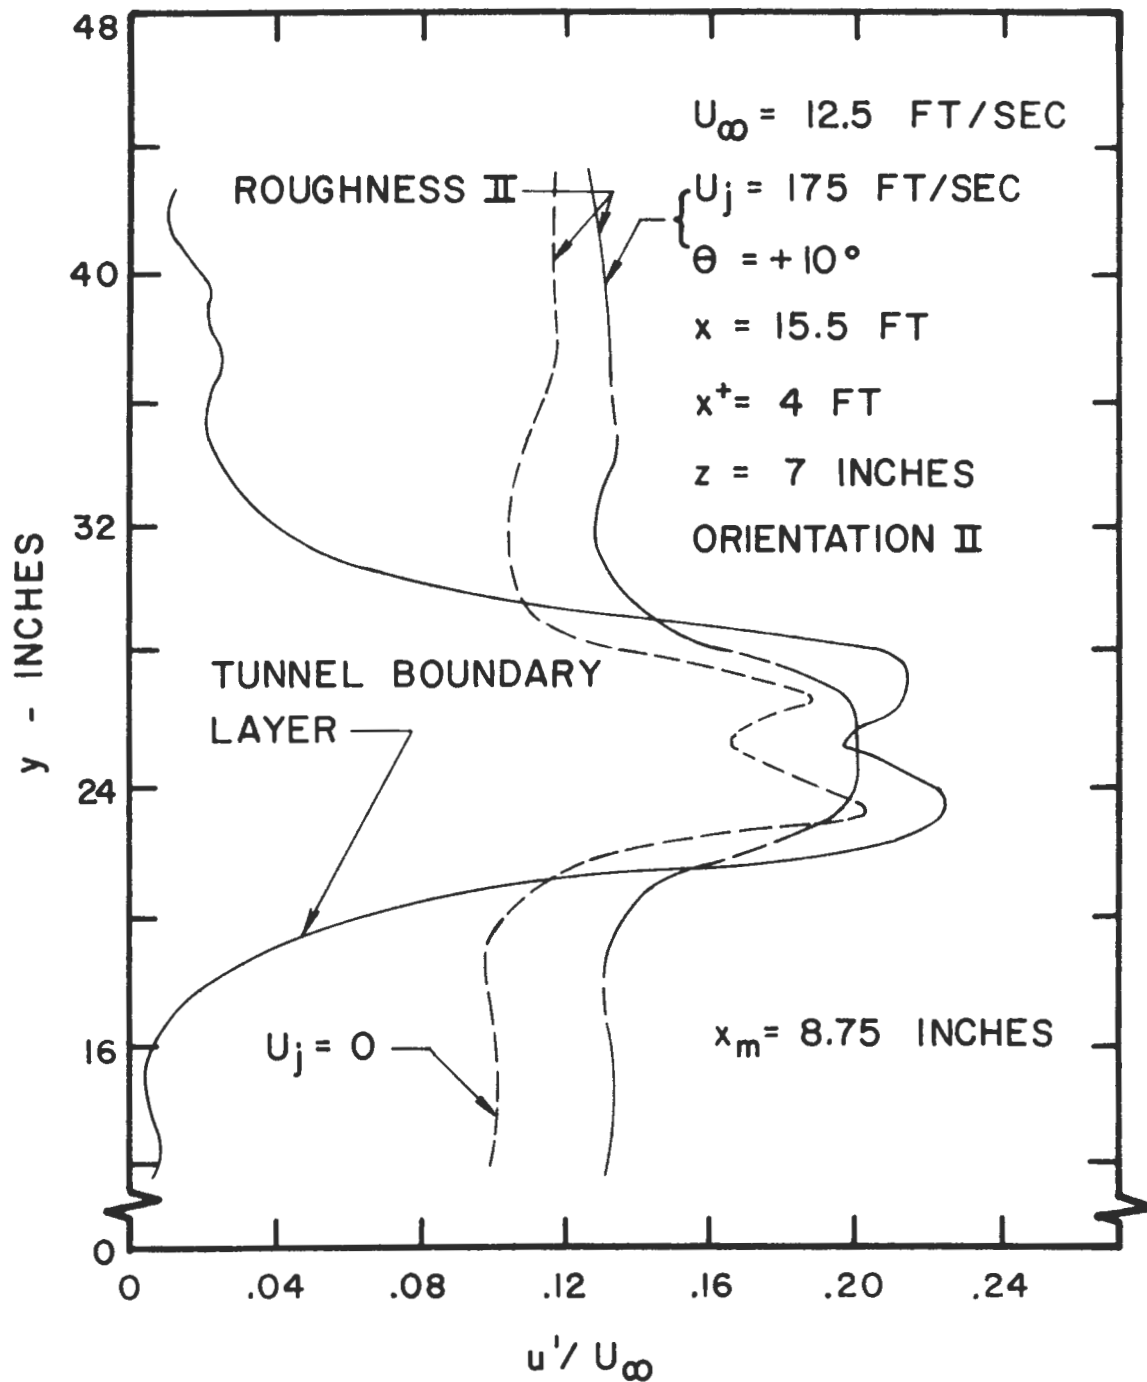 48
U∞ = 12.5 FT/SEC
ROUGHNESS II
Uj = 175 FT/SEC
θ = +10°
40
x = 15.5 FT
x⁺= 4 FT
z = 7 INCHES
32
ORIENTATION II
y - INCHES
TUNNEL BOUNDARY
LAYER
24
16
Uj = 0
xm= 8.75 INCHES
0
0 .04 .08 .12 .16 .20 .24
u'/U∞